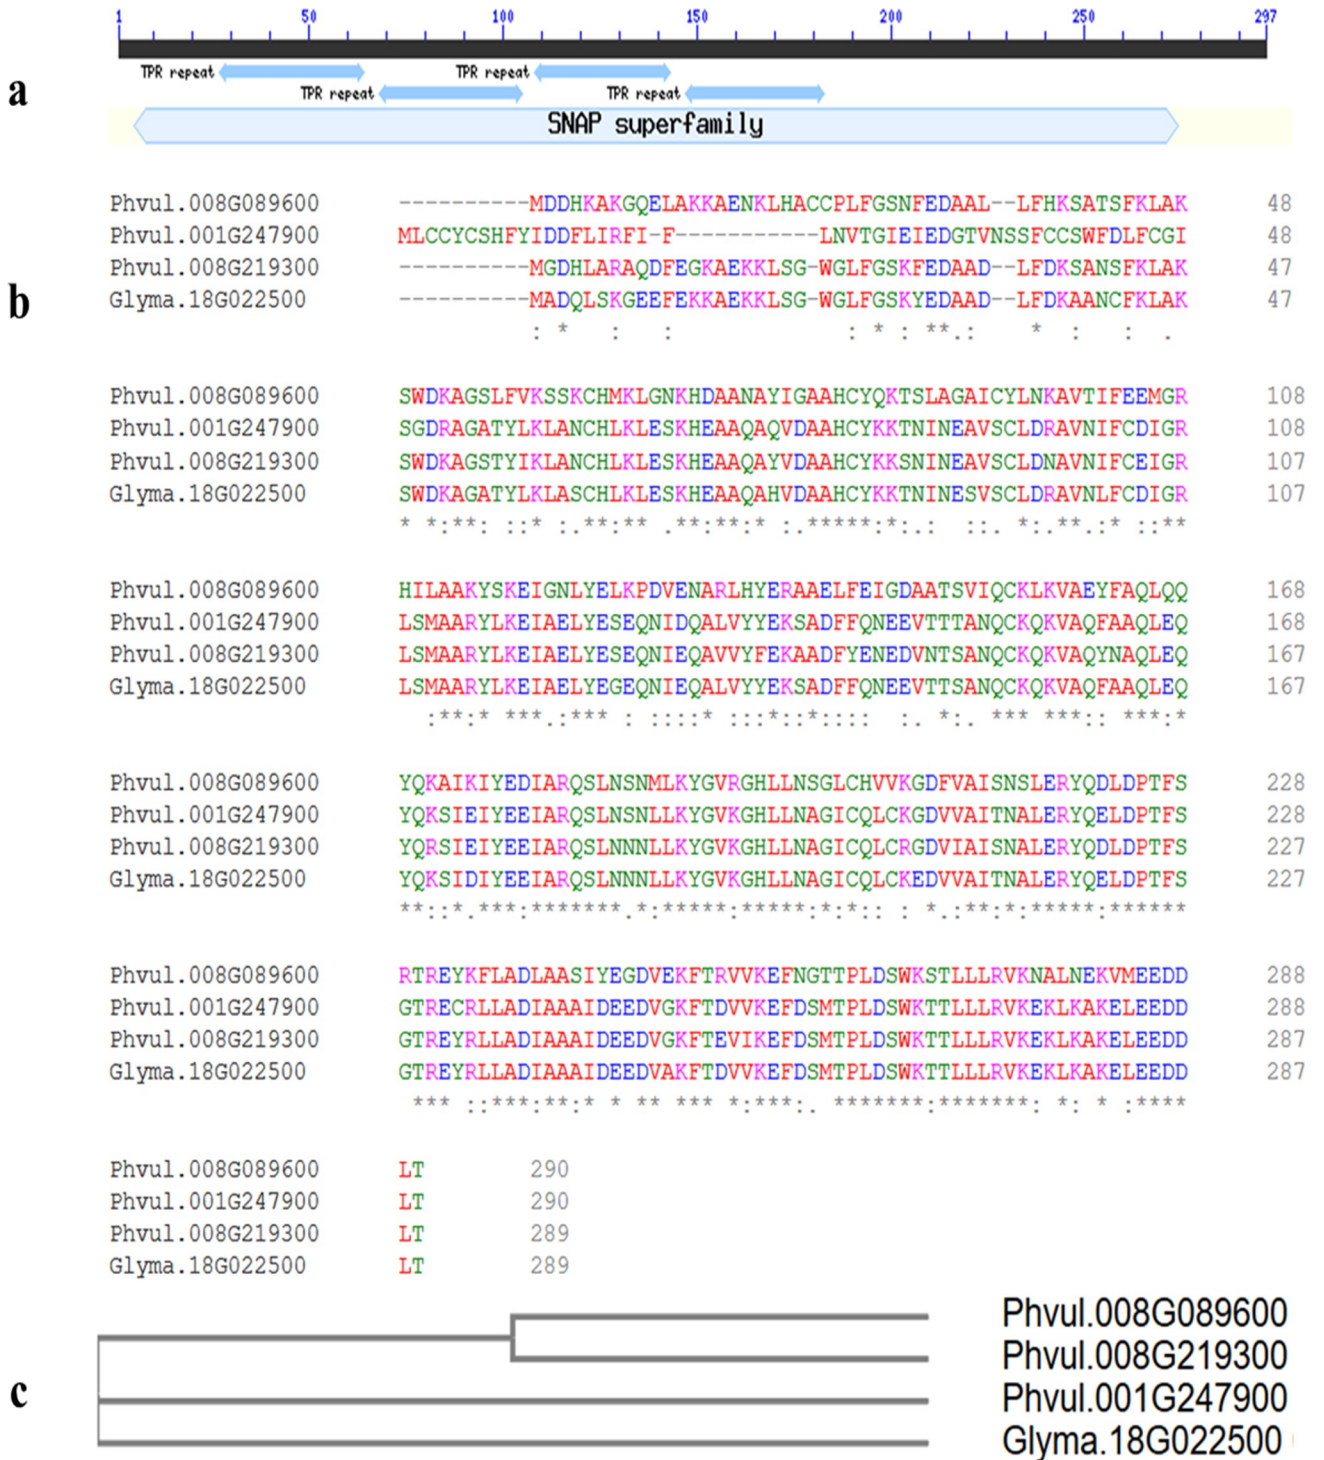 1 50 100 150 200 250 297
a
TPR repeat TPR repeat
TPR repeat TPR repeat
SNAP superfamily
b
Phvul.008G089600 ----------MDDHKAKGQELAKKAENKLHACCPLFGSNFEDAAL--LFHKSATSFKLAK 48
Phvul.001G247900 MLCCYCSHFYIDDFLIRFI-F-----------LNVTGIEIEDGTVNSSFCCSWFDLFCGI 48
Phvul.008G219300 ----------MGDHLARAQDFEGKAEKKLSG-WGLFGSKFEDAAD--LFDKSANSFKLAK 47
Glyma.18G022500 ----------MADQLSKGEEFEKKAEKKLSG-WGLFGSKYEDAAD--LFDKAANCFKLAK 47
: * : : : * : **.: * : : .
Phvul.008G089600 SWDKAGSLFVKSSKCHMKLGNKHDAANAYIGAAHCYQKTSLAGAICYLNKAVTIFEEMGR 108
Phvul.001G247900 SGDRAGATYLKLANCHLKLESKHEAAQAQVDAAHCYKKTNINEAVSCLDRAVNIFCDIGR 108
Phvul.008G219300 SWDKAGSTYIKLANCHLKLESKHEAAQAYVDAAHCYKKSNINEAVSCLDNAVNIFCEIGR 107
Glyma.18G022500 SWDKAGATYLKLASCHLKLESKHEAAQAHVDAAHCYKKTNINESVSCLDRAVNLFCDIGR 107
* *:**: ::* :.**:** .**:**:* :.*****:*:.: ::. *:.**.:* ::**
Phvul.008G089600 HILAAKYSKEIGNLYELKPDVENARLHYERAAELFEIGDAATSVIQCKLKVAEYFAQLQQ 168
Phvul.001G247900 LSMAARYLKEIAELYESEQNIDQALVYYEKSADFFQNEEVTTTANQCKQKVAQFAAQLEQ 168
Phvul.008G219300 LSMAARYLKEIAELYESEQNIEQAVVYFEKAADFYENEDVNTSANQCKQKVAQYNAQLEQ 167
Glyma.18G022500 LSMAARYLKEIAELYEGEQNIEQALVYYEKSADFFQNEEVTTSANQCKQKVAQFAAQLEQ 167
:**:* ***.:*** : ::::* :::*::*:::: :. *:. *** ***:: ***:*
Phvul.008G089600 YQKAIKIYEDIARQSLNSNMLKYGVRGHLLNSGLCHVVKGDFVAISNSLERYQDLDPTFS 228
Phvul.001G247900 YQKSIEIYEEIARQSLNSNLLKYGVKGHLLNAGICQLCKGDVVAITNALERYQELDPTFS 228
Phvul.008G219300 YQRSIEIYEEIARQSLNNNLLKYGVKGHLLNAGICQLCRGDVIAISNALERYQDLDPTFS 227
Glyma.18G022500 YQKSIDIYEEIARQSLNNNLLKYGVKGHLLNAGICQLCKEDVVAITNALERYQELDPTFS 227
**::*.***:*******.*:*****:*****:*:*:: : *.:**:*:*****:******
Phvul.008G089600 RTREYKFLADLAASIYEGDVEKFTRVVKEFNGTTPLDSWKSTLLLRVKNALNEKVMEEDD 288
Phvul.001G247900 GTRECRLLADIAAAIDEEDVGKFTDVVKEFDSMTPLDSWKTTLLLRVKEKLKAKELEEDD 288
Phvul.008G219300 GTREYRLLADIAAAIDEEDVGKFTEVIKEFDSMTPLDSWKTTLLLRVKEKLKAKELEEDD 287
Glyma.18G022500 GTREYRLLADIAAAIDEEDVAKFTDVVKEFDSMTPLDSWKTTLLLRVKEKLKAKELEEDD 287
*** ::***:**:* * ** *** *:***:. *******:*******: *: * :****
Phvul.008G089600 LT 290
Phvul.001G247900 LT 290
Phvul.008G219300 LT 289
Glyma.18G022500 LT 289
c
Phvul.008G089600
Phvul.008G219300
Phvul.001G247900
Glyma.18G022500